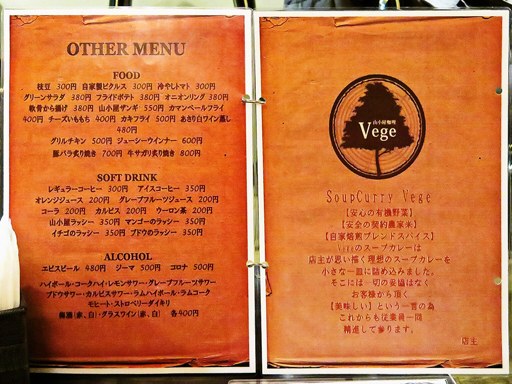 OTHER MENU
FOOD
枝豆 300円 自家製ピクルス 300円 冷やしトマト 300円
グリーンサラダ 380円 フライドポテト 380円 オニオンリング 380円
軟骨から揚げ 380円 山小屋ザンギ 550円 カマンベールフライ
400円 チーズいももち 400円 カキフライ 500円 あさり白ワイン蒸し
480円
グリルチキン 500円 ジューシーウインナー 600円
豚バラ炙り焼き 700円 牛サガリ炙り焼き 800円
SOFT DRINK
レギュラーコーヒー 300円 アイスコーヒー 350円
オレンジジュース 200円 グレープフルーツジュース 200円
コーラ 200円 カルピス 200円 ウーロン茶 200円
山小屋ラッシー 350円 マンゴーのラッシー 350円
イチゴのラッシー 350円 ブドウのラッシー 350円
ALCOHOL
ヱビスビール 480円 ジーマ 500円 コロナ 500円
ハイボール・コークハイ・レモンサワー・グレープフルーツサワー
ブドウサワー・カルピスサワー・ラムハイボール・ラムコーク
モヒート・ストロベリーダイキリ
(赤、白)・グラスワイン(赤、白) 各400円
山小屋珈琲
Vege
SoupCurry Vege
【安心の有機野菜】
【安全の契約農家米】
【自家焙煎ブレンドスパイス】
Vegeのスープカレーは
店主が思い描く理想のスープカレーを
小さな一皿に詰め込みました。
そこには一切の妥協はなく
お客様から頂く
【美味しい】という一言の為
これからも従業員一同
精進して参ります。
店主